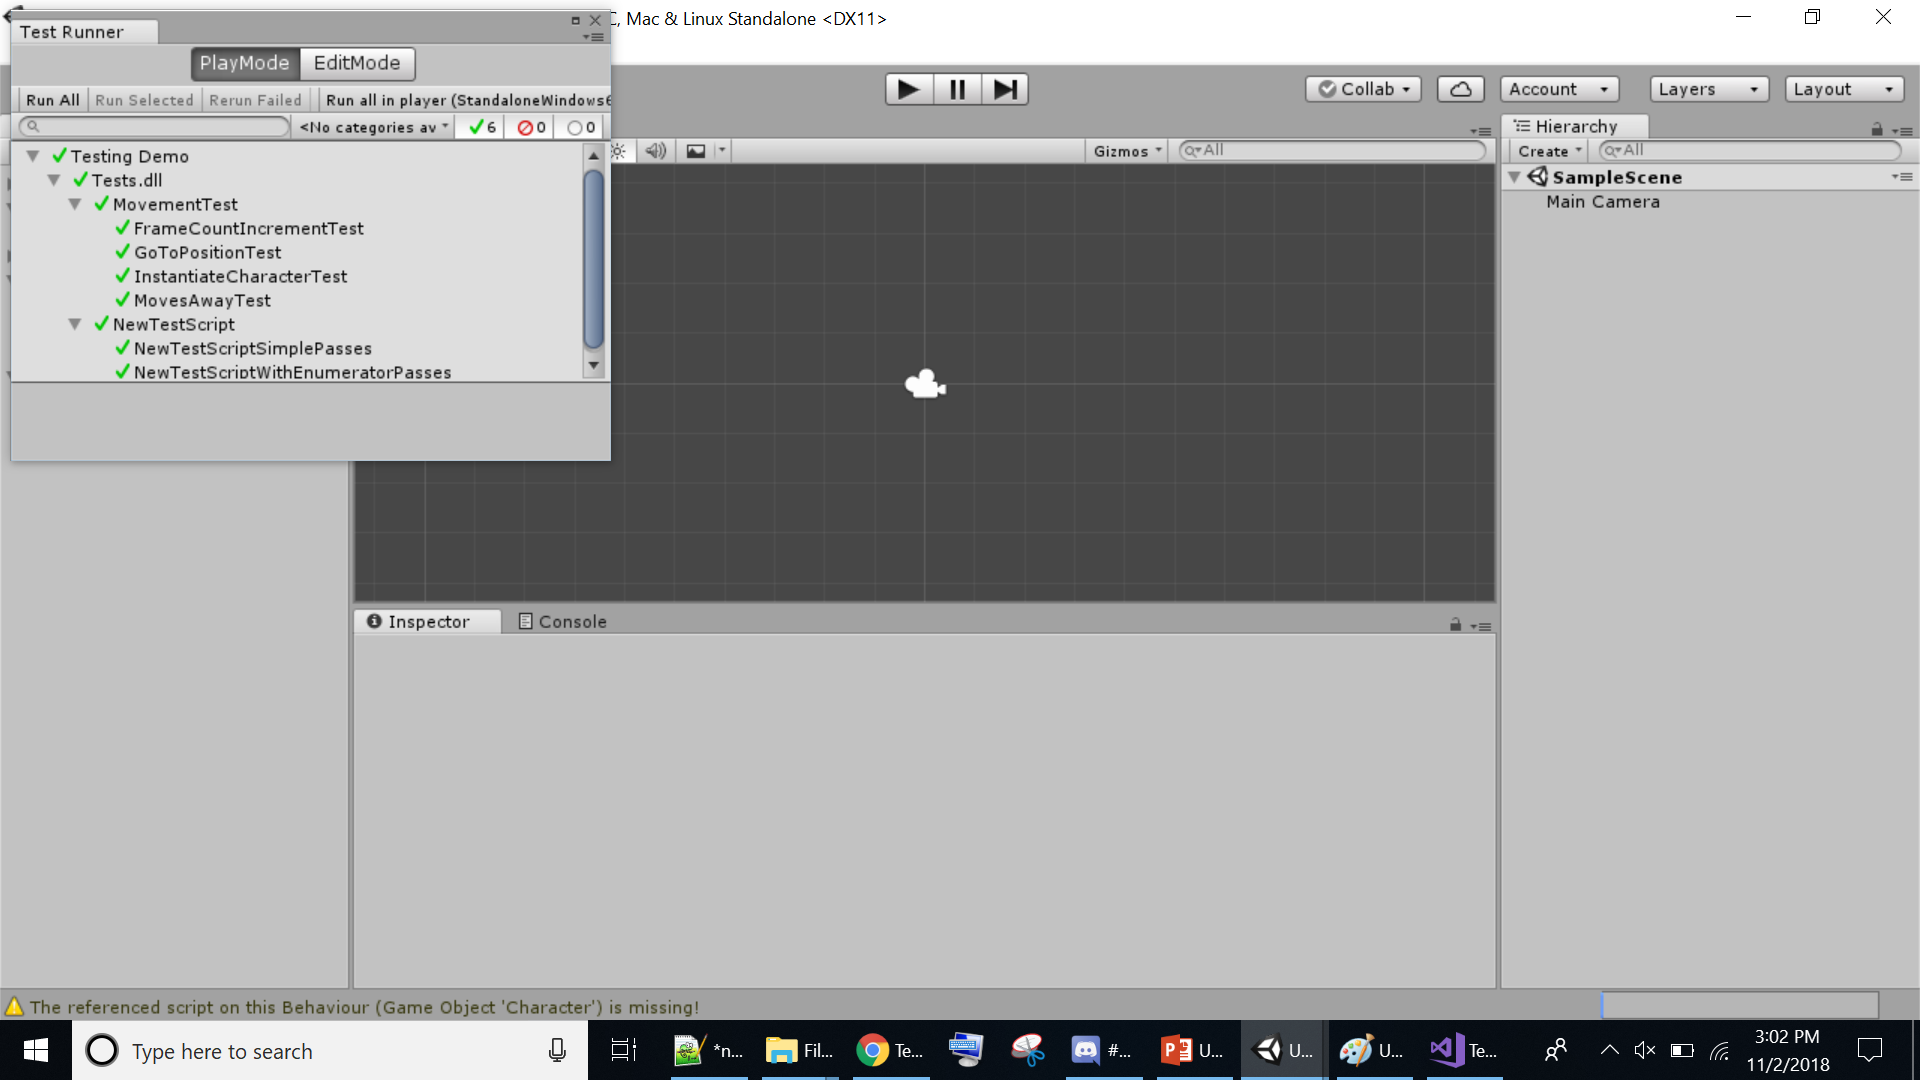 C, Mac & Linux Standalone <DX11>
Test Runner
PlayMode EditMode
Run All Run Selected Rerun Failed Run all in player (StandaloneWindows6
<No categories av 6 0 0
Testing Demo
Tests.dll
MovementTest
FrameCountIncrementTest
GoToPositionTest
InstantiateCharacterTest
MovesAwayTest
NewTestScript
NewTestScriptSimplePasses
NewTestScriptWithEnumeratorPasses
Collab Account Layers Layout
Gizmos All
Hierarchy
Create All
SampleScene
Main Camera
Inspector Console
The referenced script on this Behaviour (Game Object 'Character') is missing!
Type here to search
*n... Fil... Te... #... U... U... U... Te...
3:02 PM
11/2/2018